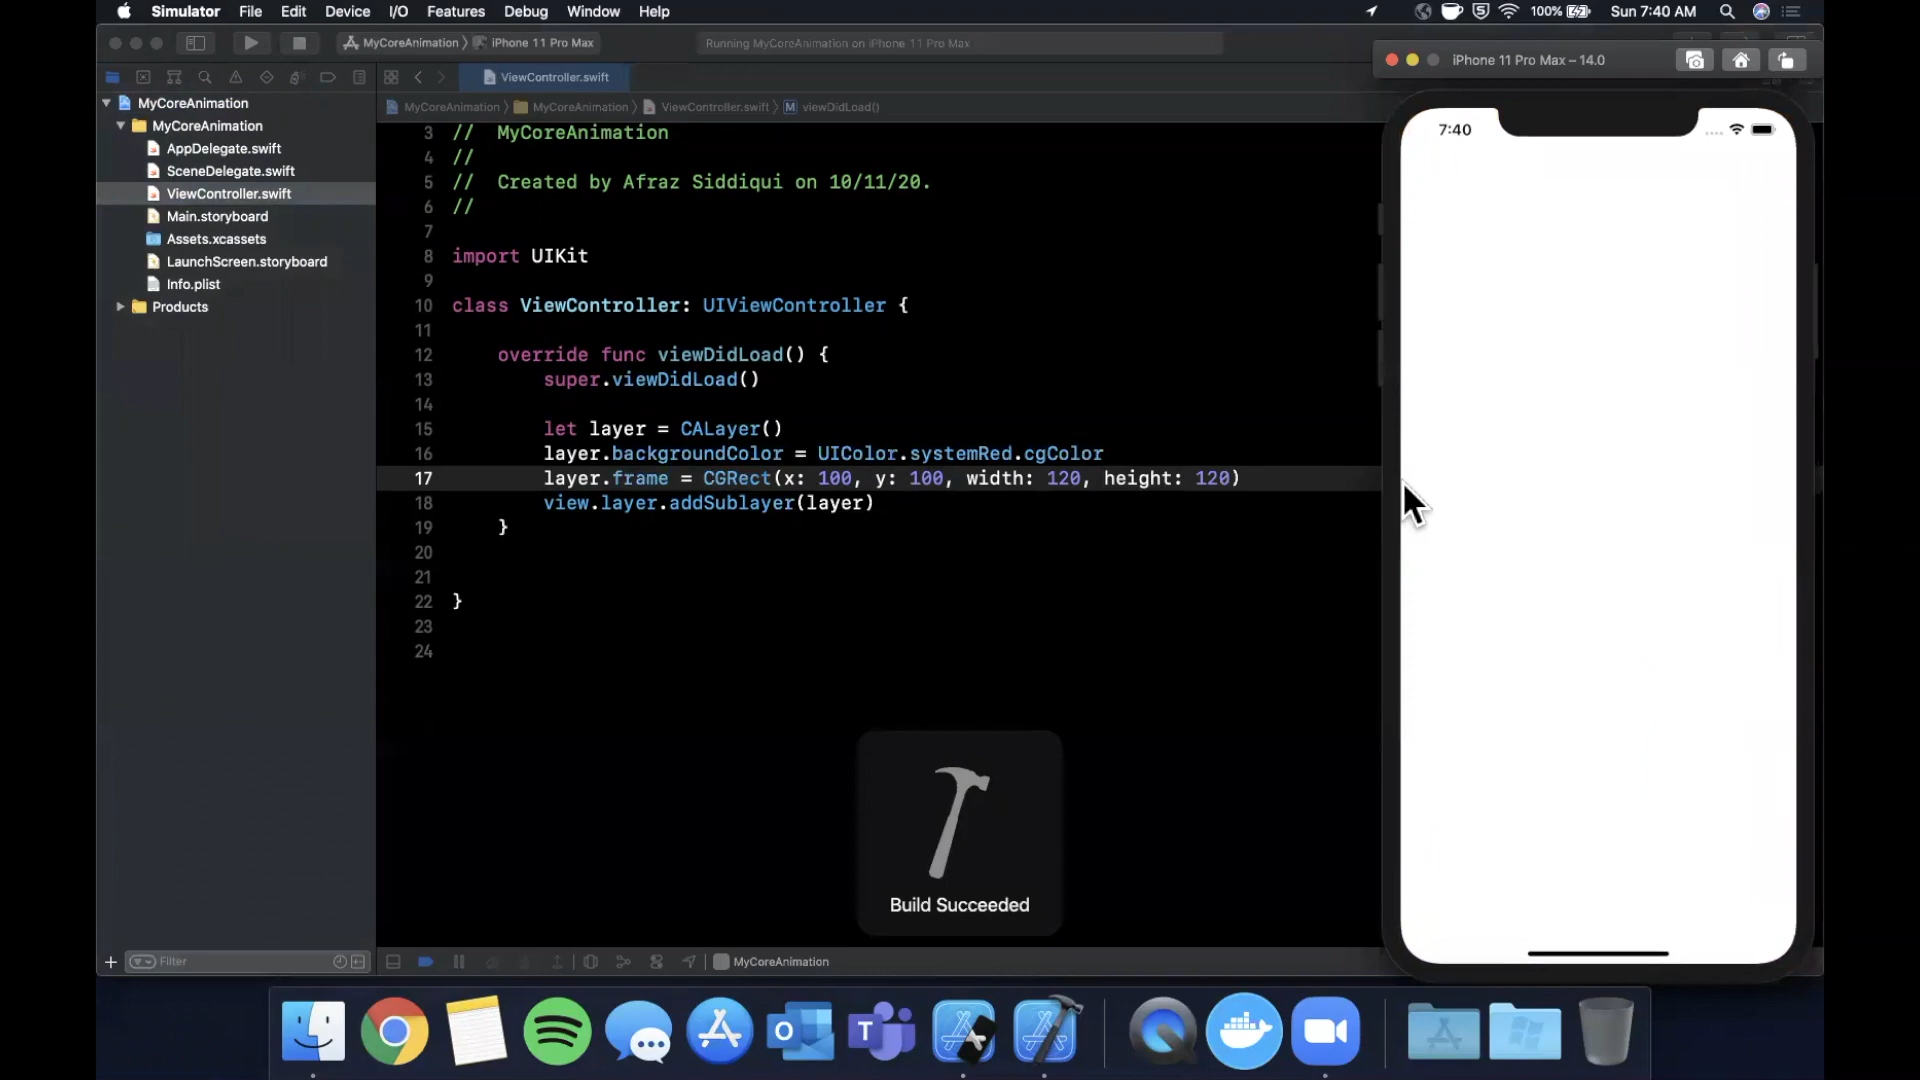 Simulator File Edit Device I/O Features Debug Window Help 100% Sun 7:40 AM
MyCoreAnimation iPhone 11 Pro Max Running MyCoreAnimation on iPhone 11 Pro Max
iPhone 11 Pro Max – 14.0
ViewController.swift
MyCoreAnimation MyCoreAnimation ViewController.swift M viewDidLoad()
MyCoreAnimation
MyCoreAnimation
AppDelegate.swift
SceneDelegate.swift
ViewController.swift
Main.storyboard
Assets.xcassets
LaunchScreen.storyboard
Info.plist
Products
3 // MyCoreAnimation
4 //
5 // Created by Afraz Siddiqui on 10/11/20.
6 //
7
8 import UIKit
9
10 class ViewController: UIViewController {
11
12 override func viewDidLoad() {
13 super.viewDidLoad()
14
15 let layer = CALayer()
16 layer.backgroundColor = UIColor.systemRed.cgColor
17 layer.frame = CGRect(x: 100, y: 100, width: 120, height: 120)
18 view.layer.addSublayer(layer)
19 }
20
21
22 }
23
24
7:40
Build Succeeded
Filter
MyCoreAnimation